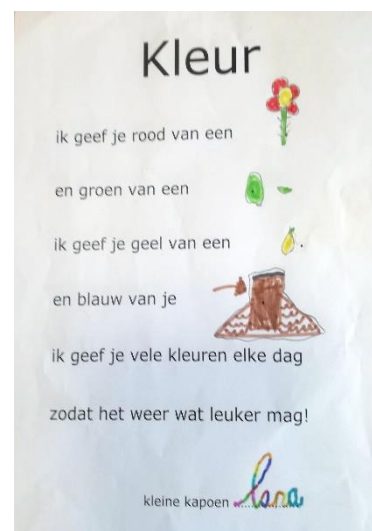 Kleur
ik geef je rood van een
en groen van een
ik geef je geel van een
en blauw van je
ik geef je vele kleuren elke dag
zodat het weer wat leuker mag!
kleine kapoen Lena